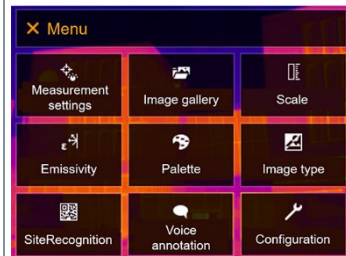 Menu
Measurement
settings
Image gallery
Scale
ε
Emissivity
Palette
Image type
SiteRecognition
Voice
annotation
Configuration